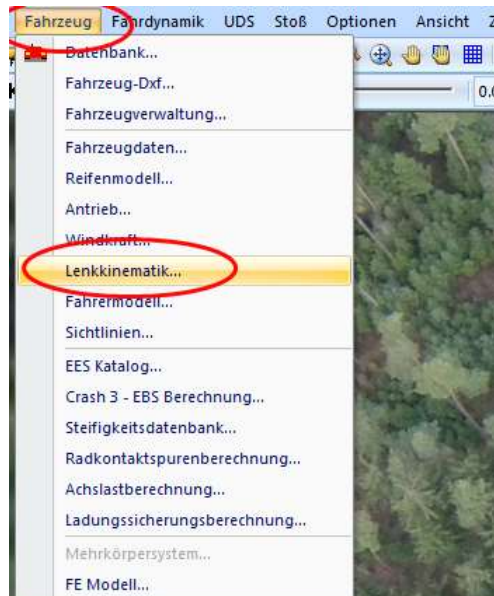 Fahrzeug Fahrdynamik UDS Stoß Optionen Ansicht
Datenbank...
Fahrzeug-Dxf...
Fahrzeugverwaltung...
Fahrzeugdaten...
Reifenmodell...
Antrieb...
Windkraft...
Lenkkinematik...
Fahrermodell...
Sichtlinien...
EES Katalog...
Crash 3 - EBS Berechnung...
Steifigkeitsdatenbank...
Radkontaktspurenberechnung...
Achslastberechnung...
Ladungssicherungsberechnung...
Mehrkörpersystem...
FE Modell...